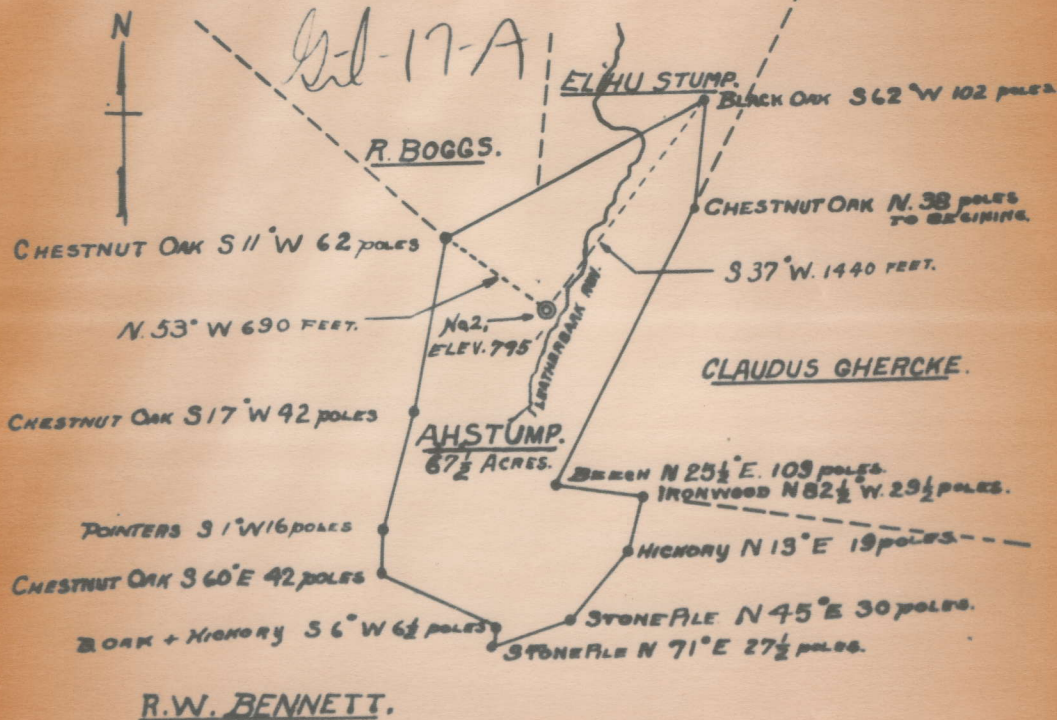 N
Gil-17-A
ELIHU STUMP.
BLACK OAK S 62° W 102 POLES
R. BOGGS.
CHESTNUT OAK N. 38 POLES
TO BEGINING.
CHESTNUT OAK S 11° W 62 POLES
S 37° W. 1440 FEET.
N. 53° W 690 FEET.
No 2,
ELEV. 795'
LEATHERBARK RUN.
CLAUDUS GHERCKE.
CHESTNUT OAK S 17° W 42 POLES
A.H. STUMP.
67½ ACRES.
BEECH N 25½° E. 109 POLES.
IRONWOOD N 82½° W. 29½ POLES.
POINTERS S 1° W 16 POLES
HICKORY N 13° E 19 POLES.
CHESTNUT OAK S 60° E 42 POLES
STONE PILE N 45° E 30 POLES.
B OAK + HICKORY S 6° W 6½ POLES
STONE PILE N 71° E 27½ POLES.
R.W. BENNETT.